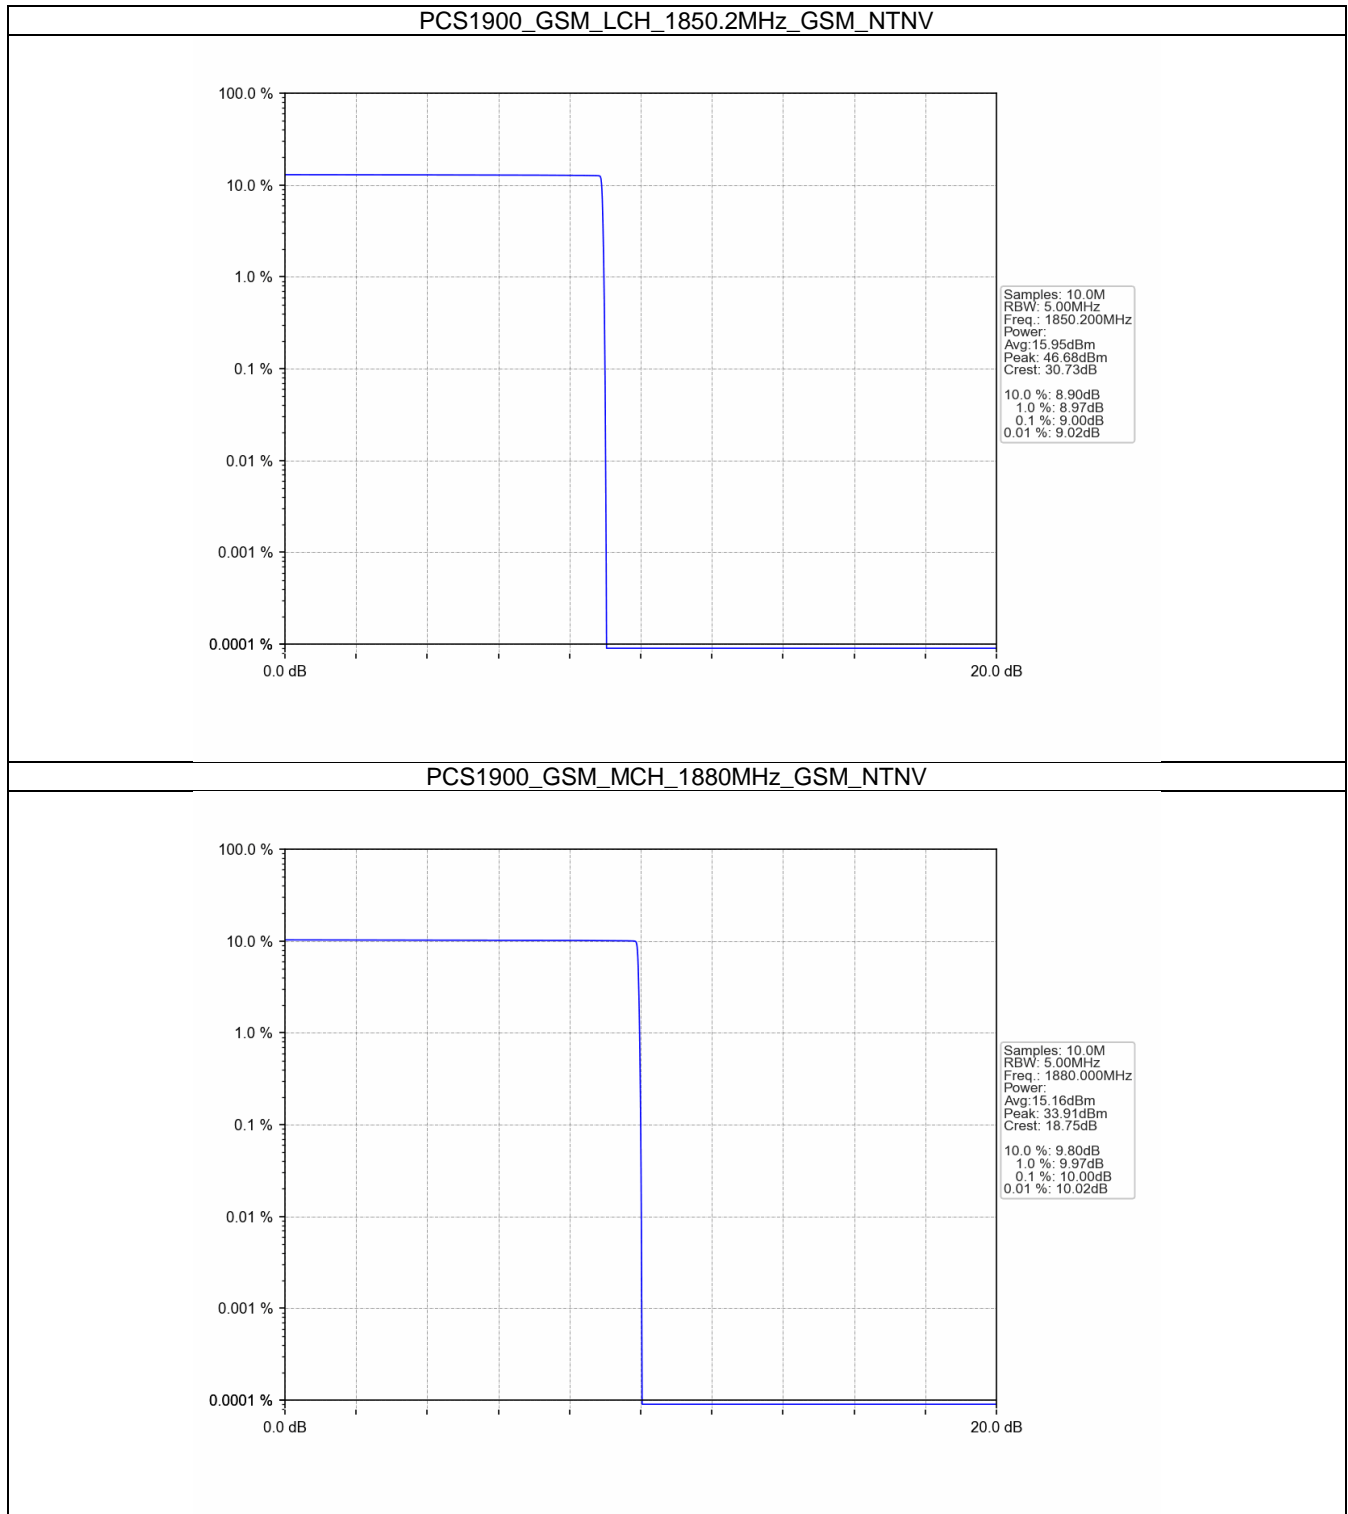 PCS1900_GSM_LCH_1850.2MHz_GSM_NTNV
100.0 %
10.0 %
1.0 %
0.1 %
0.01 %
0.001 %
0.0001 %
0.0 dB
20.0 dB
Samples: 10.0M
RBW: 5.00MHz
Freq.: 1850.200MHz
Power:
Avg:15.95dBm
Peak: 46.68dBm
Crest: 30.73dB
10.0 %: 8.90dB
1.0 %: 8.97dB
0.1 %: 9.00dB
0.01 %: 9.02dB
PCS1900_GSM_MCH_1880MHz_GSM_NTNV
100.0 %
10.0 %
1.0 %
0.1 %
0.01 %
0.001 %
0.0001 %
0.0 dB
20.0 dB
Samples: 10.0M
RBW: 5.00MHz
Freq.: 1880.000MHz
Power:
Avg:15.16dBm
Peak: 33.91dBm
Crest: 18.75dB
10.0 %: 9.80dB
1.0 %: 9.97dB
0.1 %: 10.00dB
0.01 %: 10.02dB